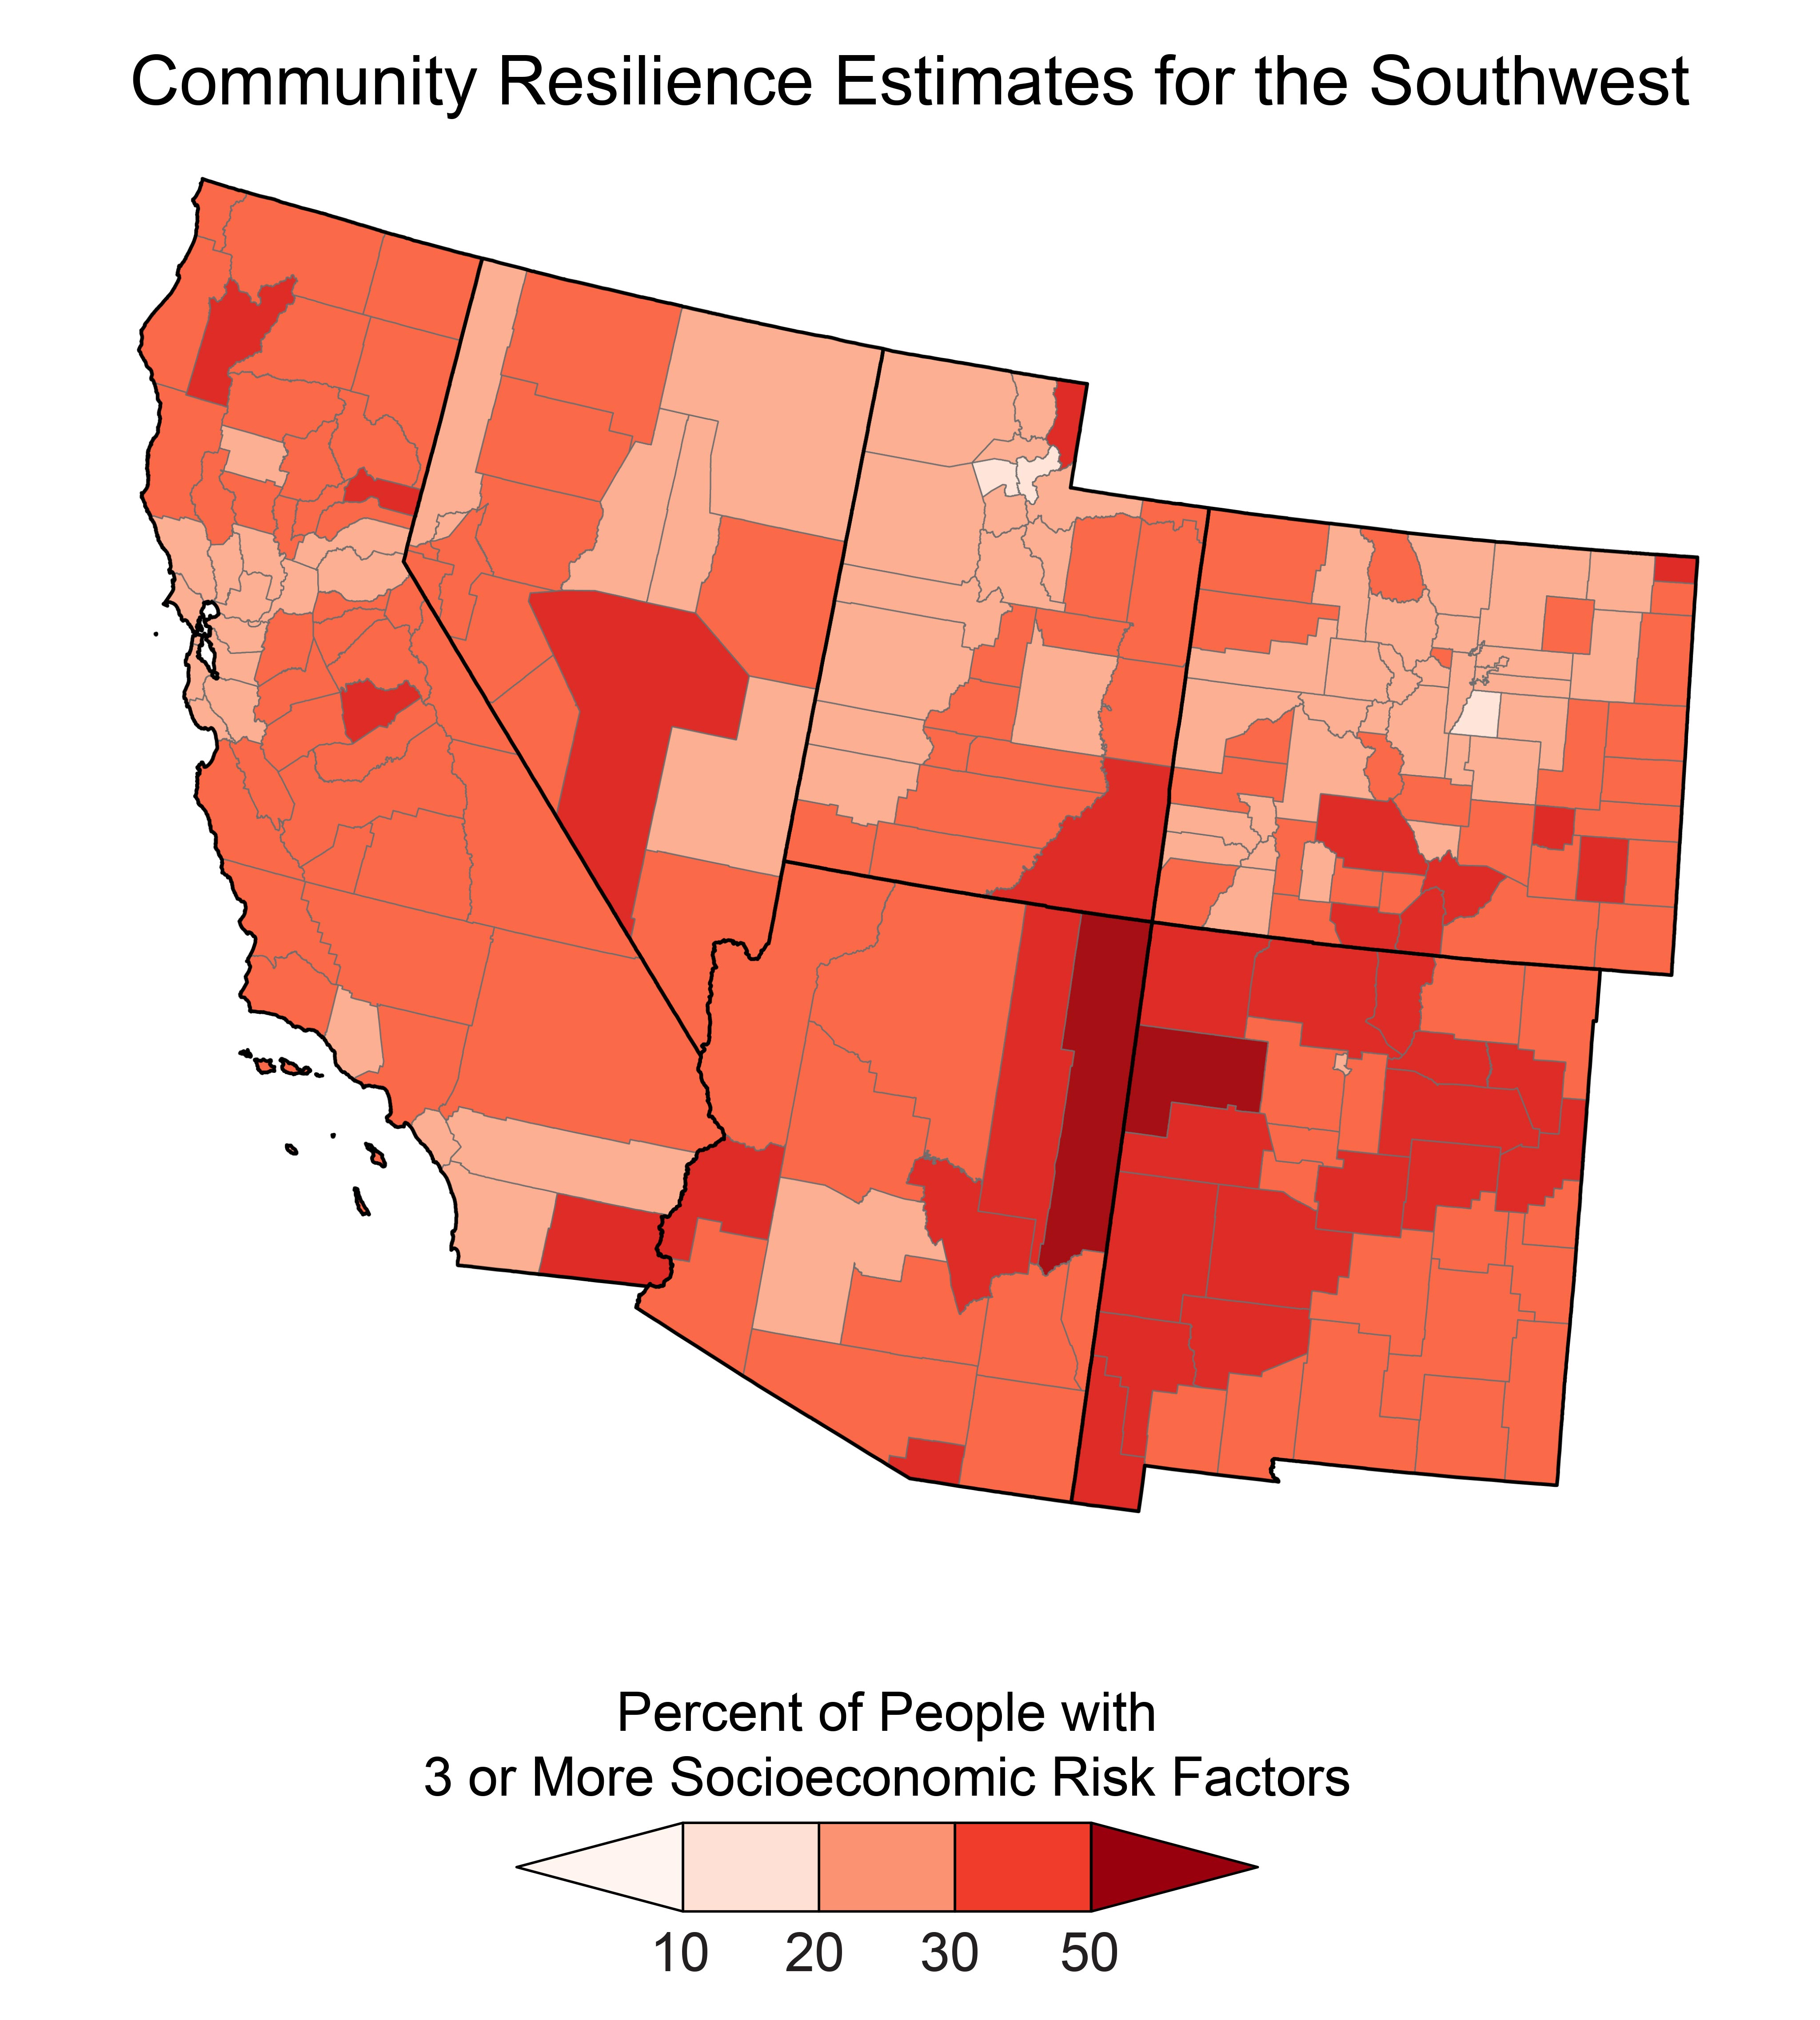 Community Resilience Estimates for the Southwest
Percent of People with
3 or More Socioeconomic Risk Factors
10 20 30 50